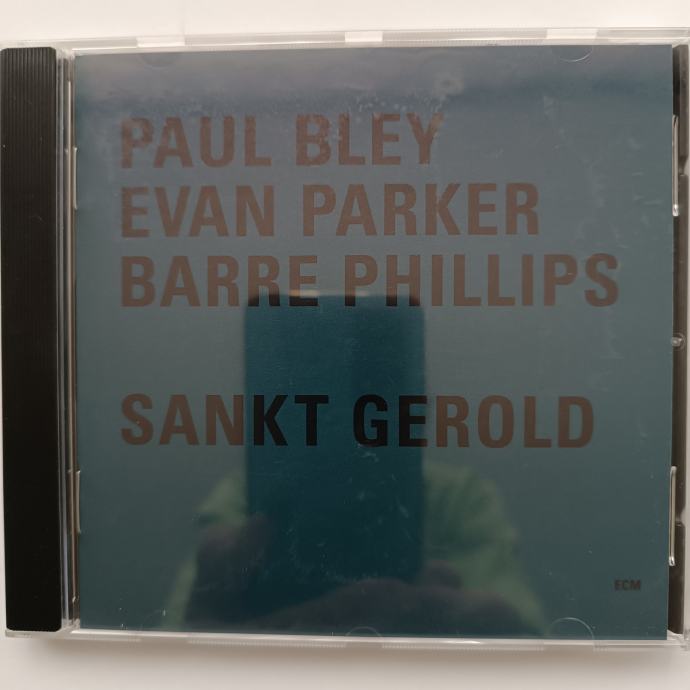 PAUL BLEY
EVAN PARKER
BARRE PHILLIPS
SANKT GEROLD
ECM